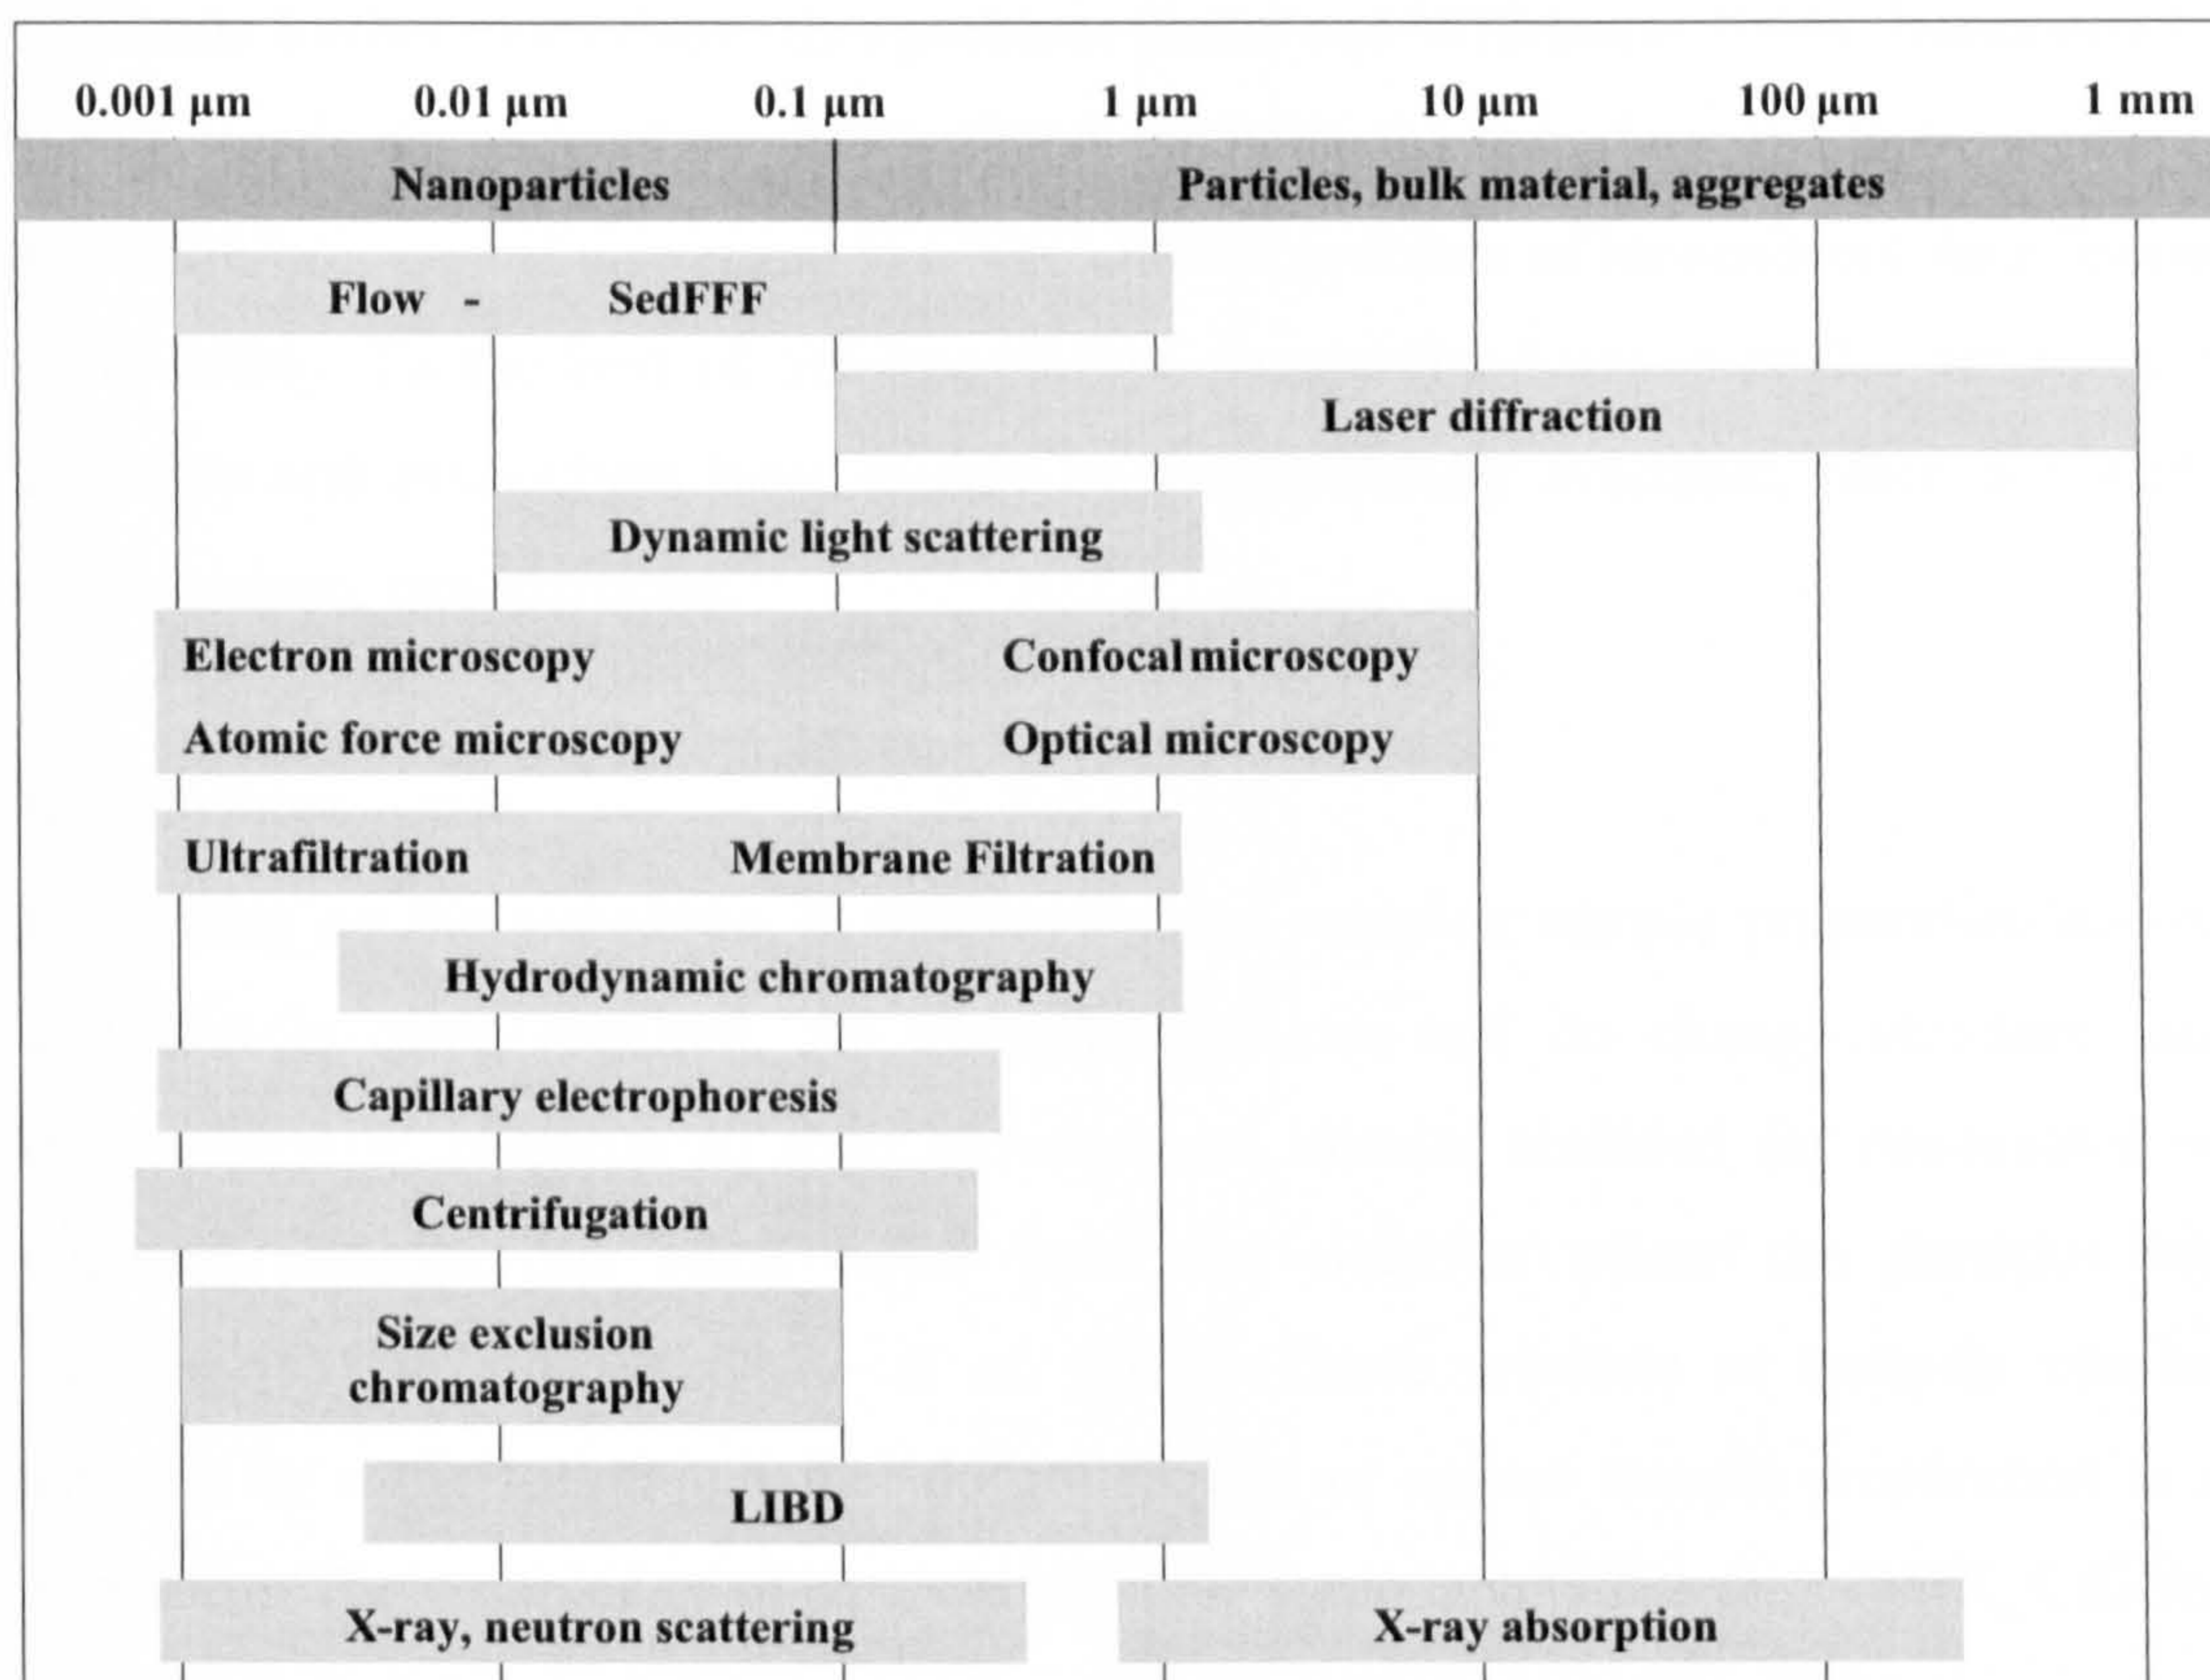 0.001 µm 0.01 µm 0.1 µm 1 µm 10 µm 100 µm 1 mm
Nanoparticles Particles, bulk material, aggregates
Flow - SedFFF
Laser diffraction
Dynamic light scattering
Electron microscopy Confocal microscopy
Atomic force microscopy Optical microscopy
Ultrafiltration Membrane Filtration
Hydrodynamic chromatography
Capillary electrophoresis
Centrifugation
Size exclusion
chromatography
LIBD
X-ray, neutron scattering X-ray absorption